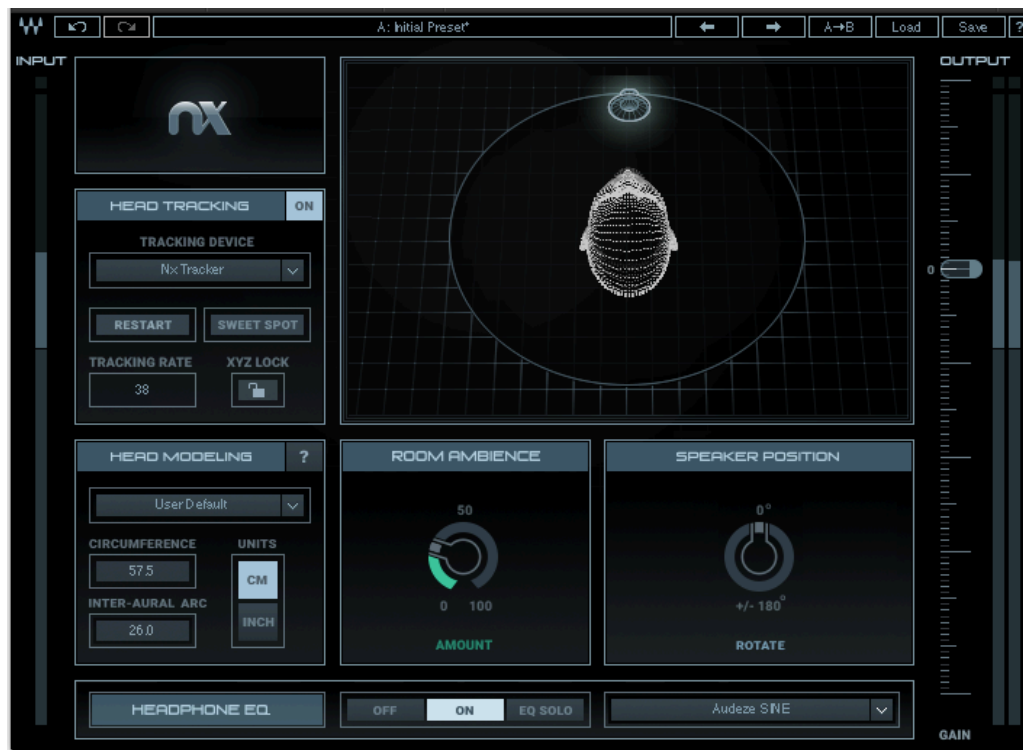 A: Initial Preset*
A→B
Load
Save
?
INPUT
OUTPUT
nx
HEAD TRACKING
ON
TRACKING DEVICE
Nx Tracker
RESTART
SWEET SPOT
TRACKING RATE
XYZ LOCK
38
0
HEAD MODELING
?
User Default
CIRCUMFERENCE
UNITS
57.5
CM
INTER-AURAL ARC
26.0
INCH
ROOM AMBIENCE
50
0
100
AMOUNT
SPEAKER POSITION
0°
+/- 180°
ROTATE
HEADPHONE EQ
OFF
ON
EQ SOLO
Audeze SINE
GAIN